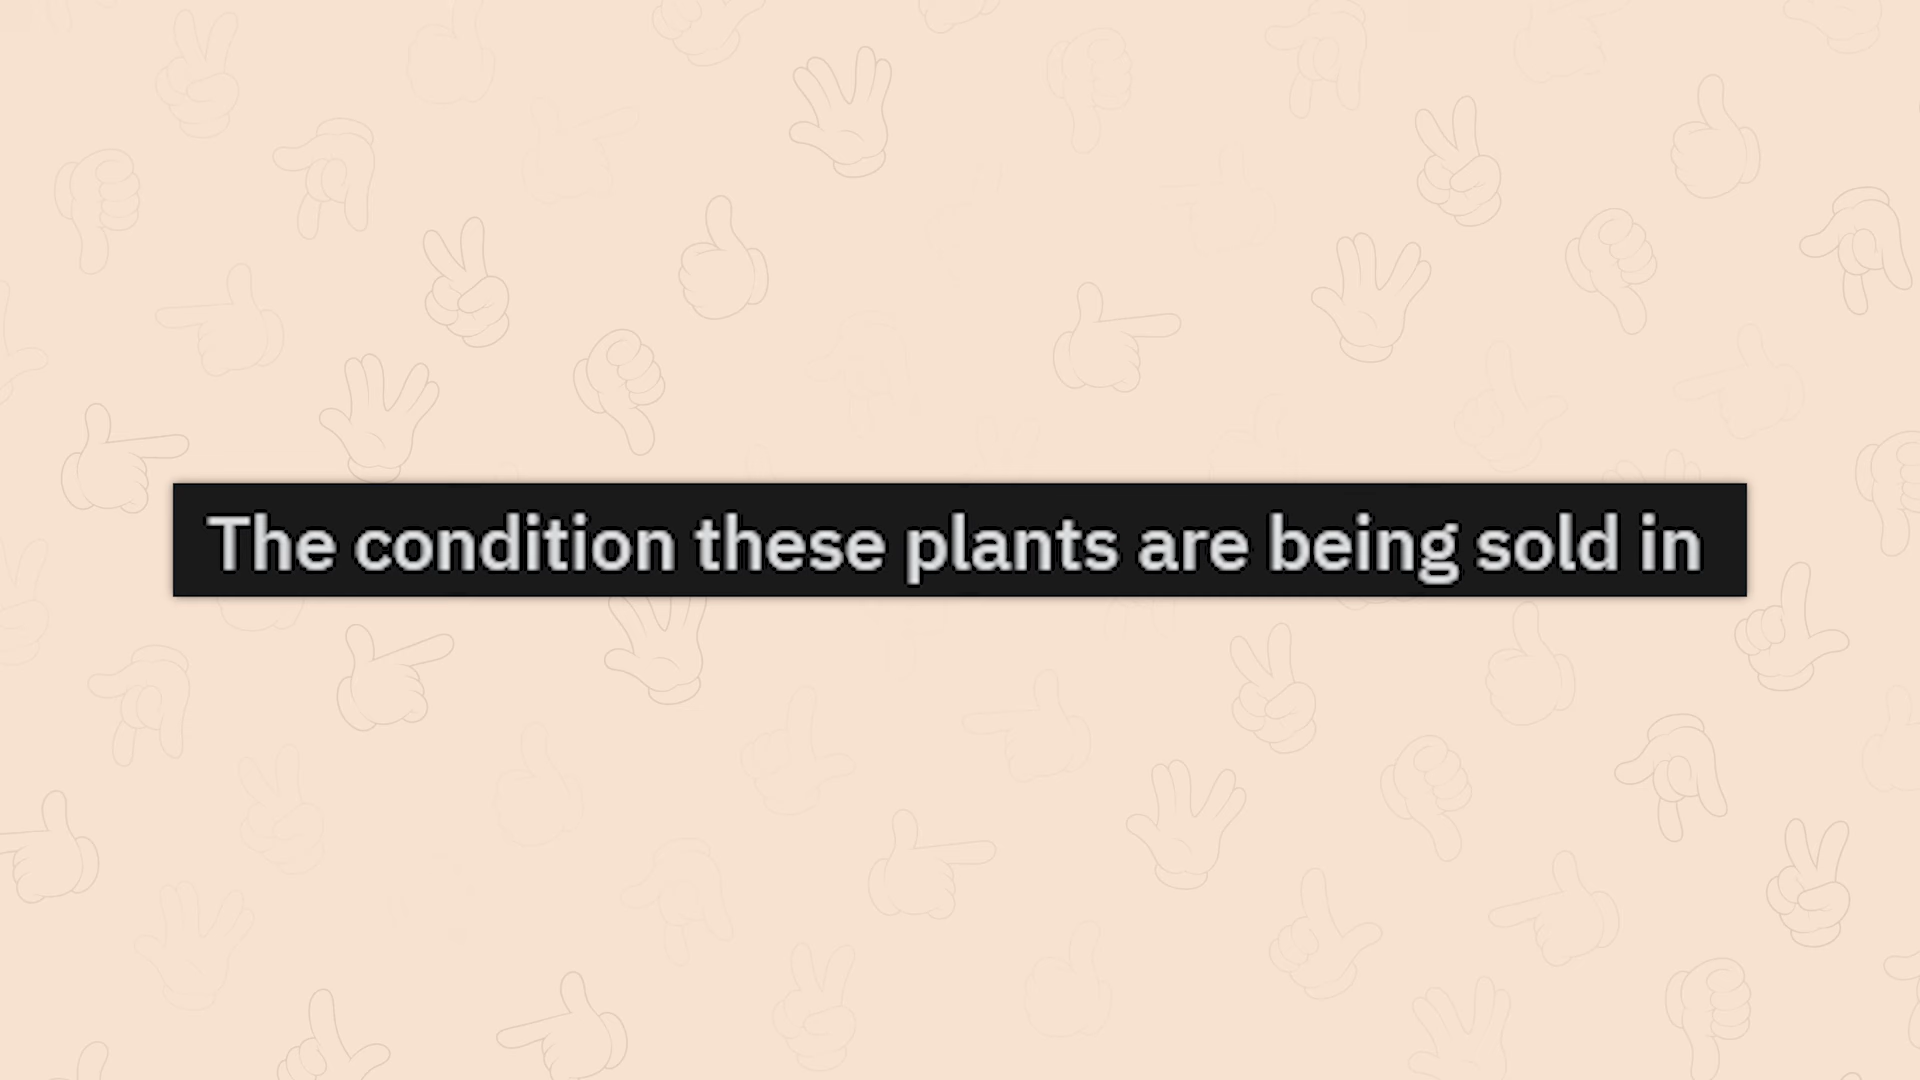 The condition these plants are being sold in